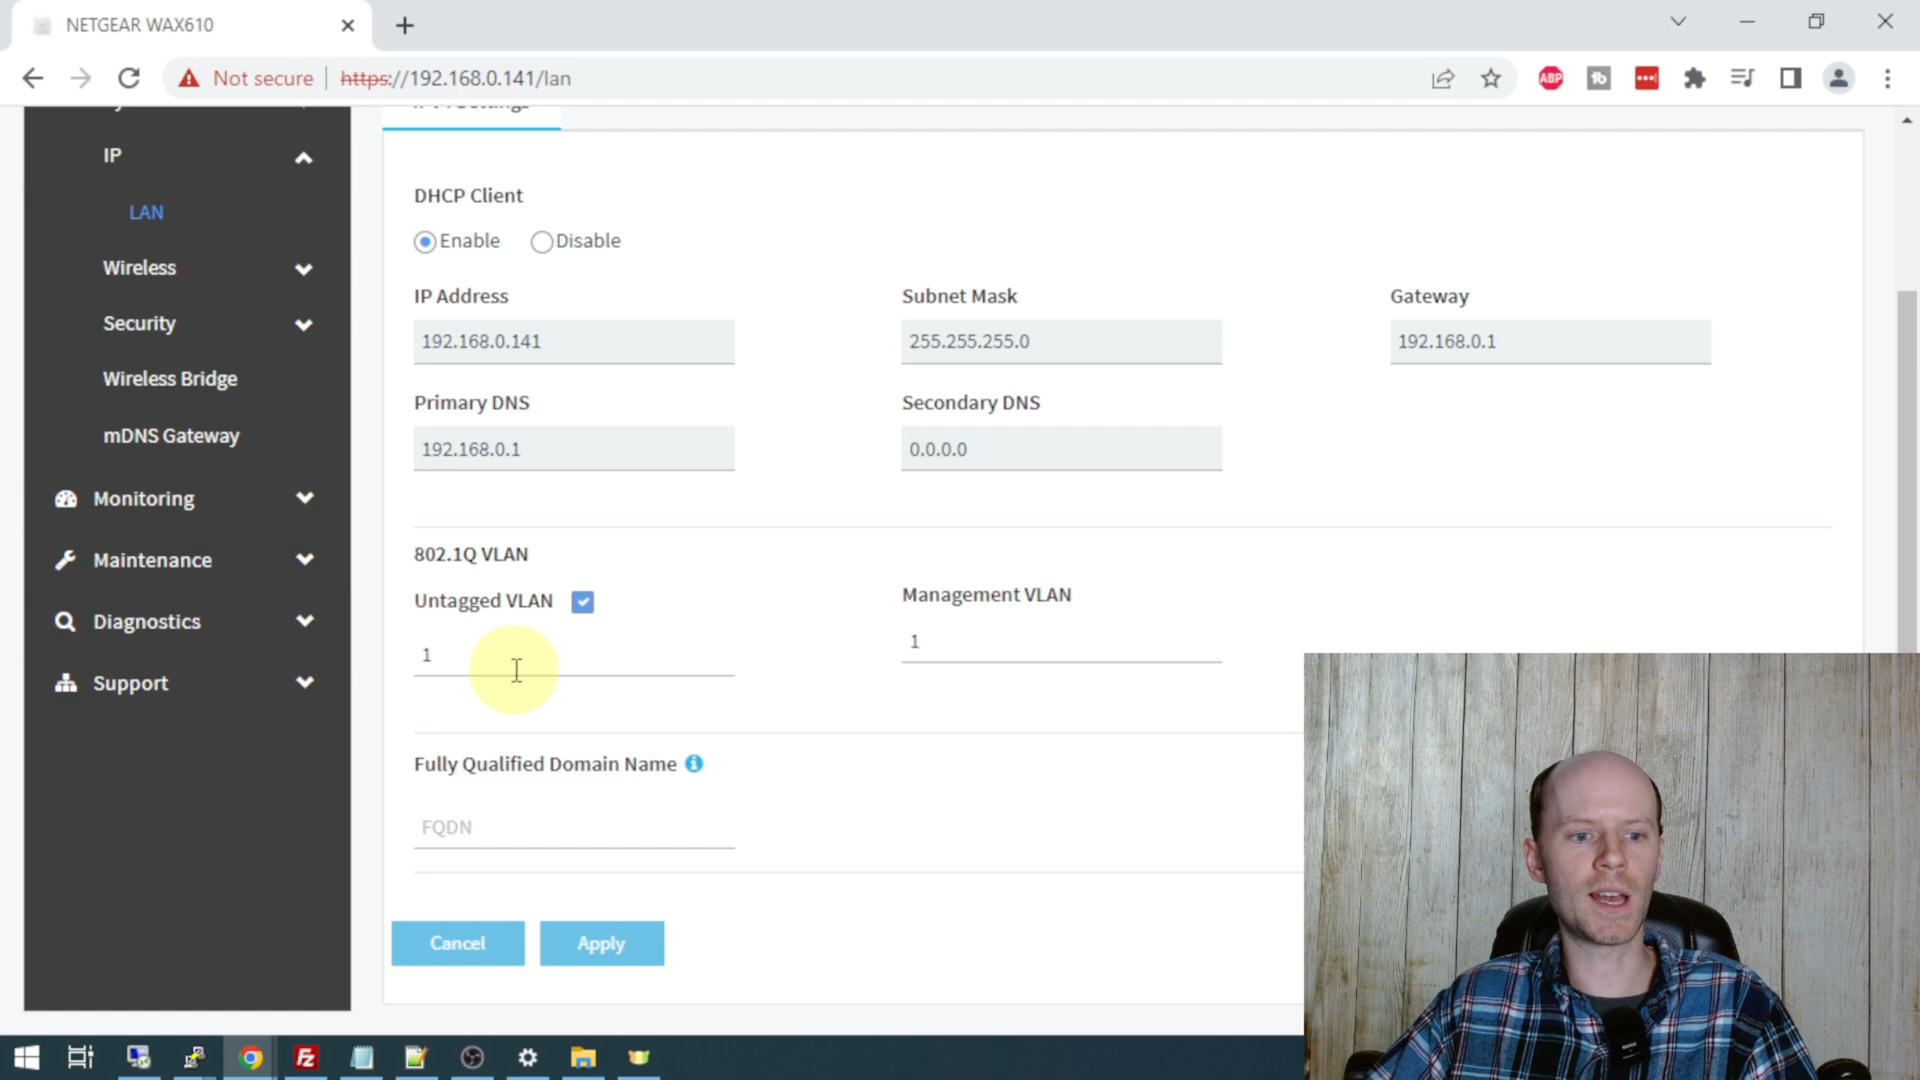 NETGEAR WAX610
Not secure
https://192.168.0.141/lan
ABP
IP
LAN
Wireless
Security
Wireless Bridge
mDNS Gateway
Monitoring
Maintenance
Diagnostics
Support
DHCP Client
Enable
Disable
IP Address
Subnet Mask
Gateway
192.168.0.141
255.255.255.0
192.168.0.1
Primary DNS
Secondary DNS
192.168.0.1
0.0.0.0
802.1Q VLAN
Untagged VLAN
Management VLAN
1
1
Fully Qualified Domain Name
FQDN
Cancel
Apply